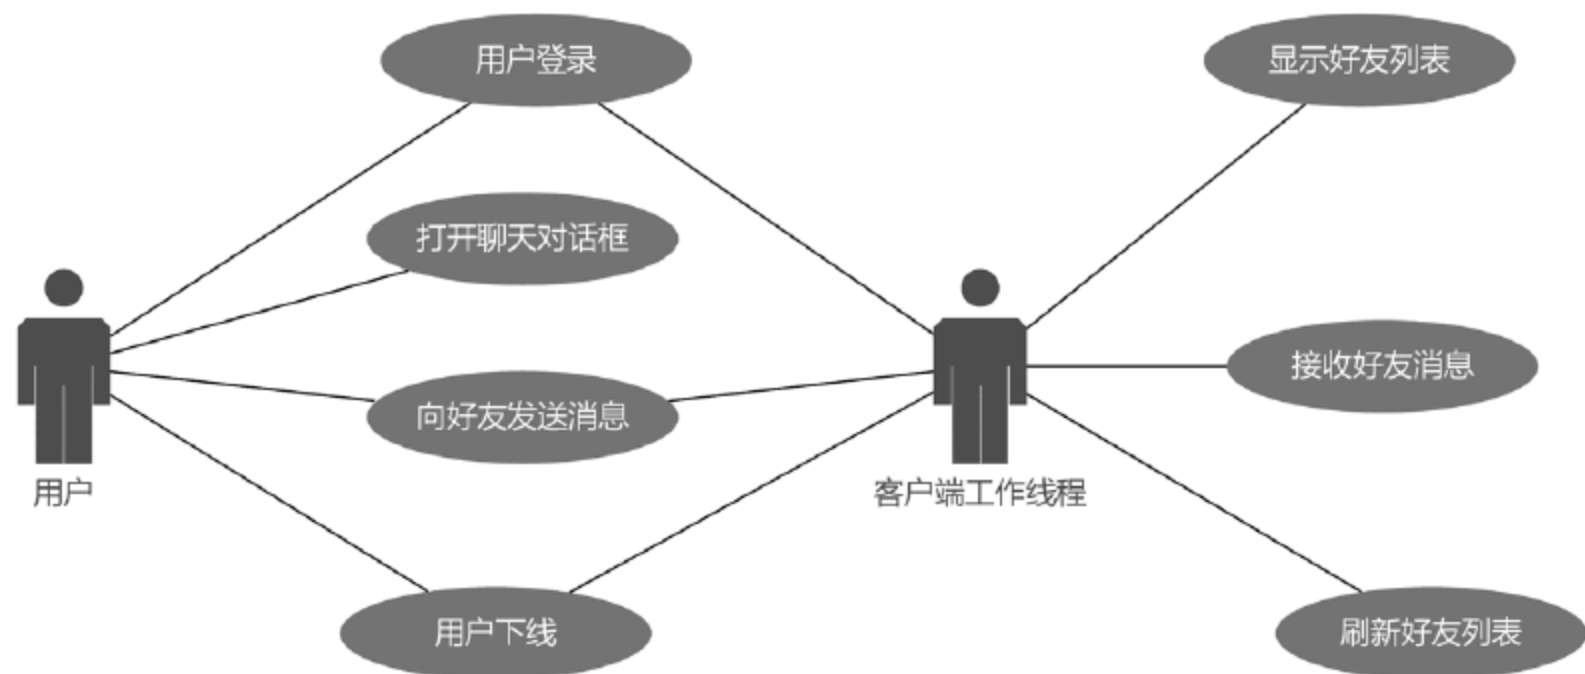 用户登录
显示好友列表
打开聊天对话框
接收好友消息
向好友发送消息
用户
客户端工作线程
用户下线
刷新好友列表